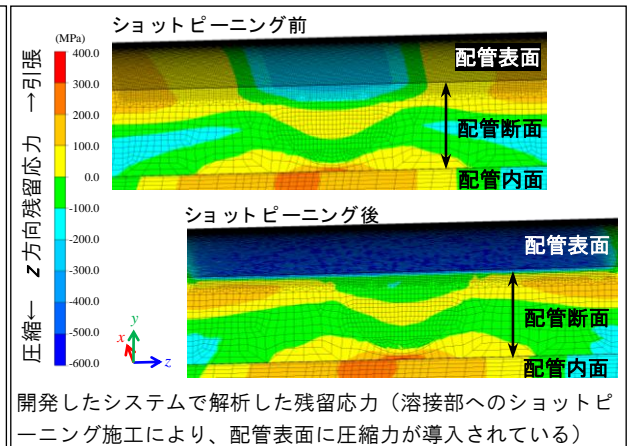 ショットピーニング前
(MPa)
400.0
300.0
200.0
100.0
0.0
-100.0
-200.0
-300.0
-400.0
-500.0
-600.0
圧縮← z方向残留応力 →引張
配管表面
配管断面
配管内面
ショットピーニング後
配管表面
配管断面
配管内面
y
x
z
開発したシステムで解析した残留応力（溶接部へのショットピ
ーニング施工により、配管表面に圧縮力が導入されている）